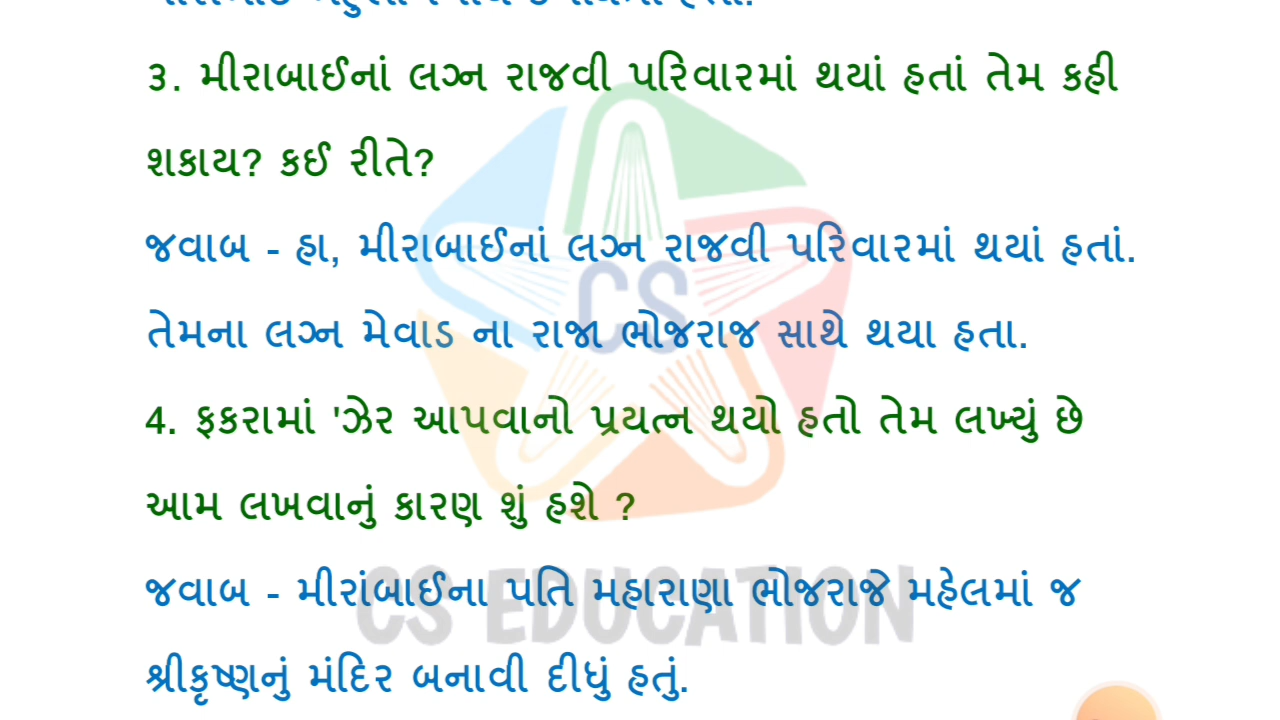 ૩. મીરાબાઈનાં લગ્ન રાજવી પરિવારમાં થયાં હતાં તેમ કહી
શકાય? કઈ રીતે?
જવાબ - હા, મીરાબાઈનાં લગ્ન રાજવી પરિવારમાં થયાં હતાં.
તેમના લગ્ન મેવાડ ના રાજા ભોજરાજ સાથે થયા હતા.
4. ફકરામાં 'ઝેર આપવાનો પ્રયત્ન થયો હતો તેમ લખ્યું છે
આમ લખવાનું કારણ શું હશે ?
જવાબ - મીરાંબાઈના પતિ મહારાણા ભોજરાજે મહેલમાં જ
શ્રીકૃષ્ણનું મંદિર બનાવી દીધું હતું.
CS
CS EDUCATION